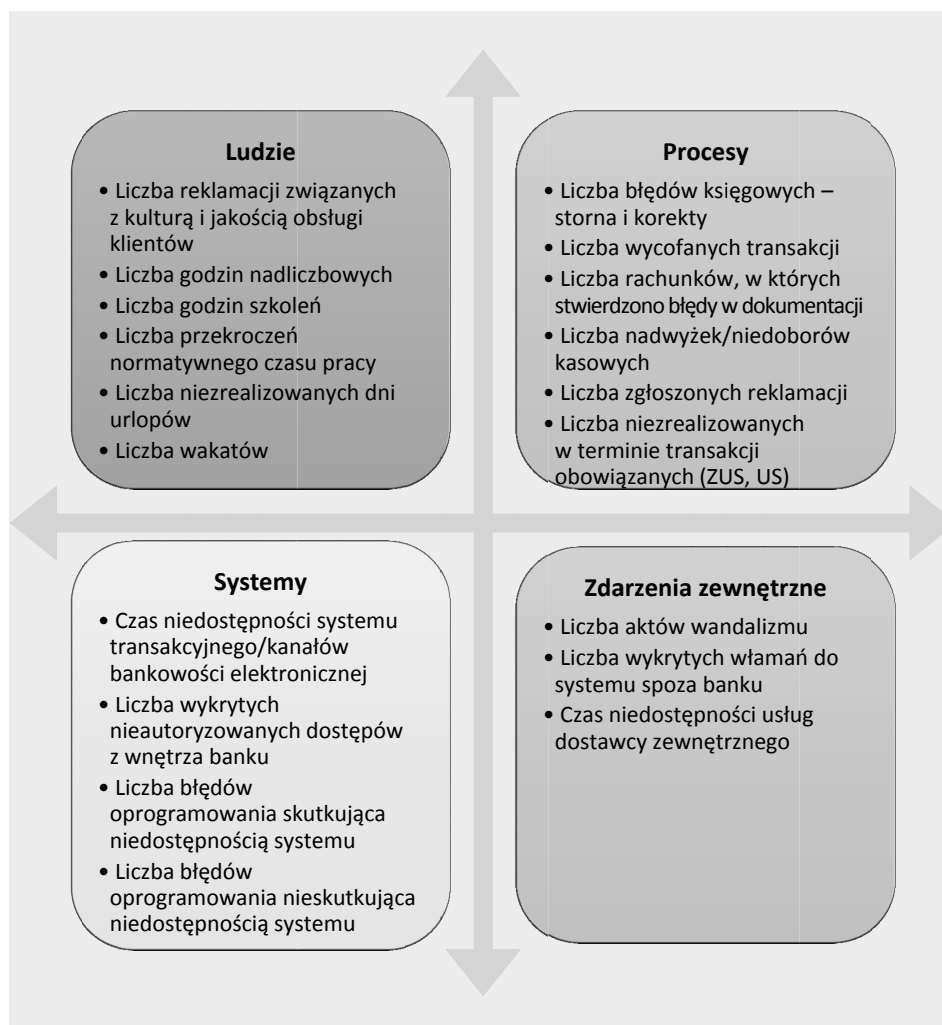 Ludzie
• Liczba reklamacji związanych
z kulturą i jakością obsługi
klientów
• Liczba godzin nadliczbowych
• Liczba godzin szkoleń
• Liczba przekroczeń
normatywnego czasu pracy
• Liczba niezrealizowanych dni
urlopów
• Liczba wakatów
Procesy
• Liczba błędów księgowych –
storna i korekty
• Liczba wycofanych transakcji
• Liczba rachunków, w których
stwierdzono błędy w dokumentacji
• Liczba nadwyżek/niedoborów
kasowych
• Liczba zgłoszonych reklamacji
• Liczba niezrealizowanych
w terminie transakcji
obowiązanych (ZUS, US)
Systemy
• Czas niedostępności systemu
transakcyjnego/kanałów
bankowości elektronicznej
• Liczba wykrytych
nieautoryzowanych dostępów
z wnętrza banku
• Liczba błędów
oprogramowania skutkująca
niedostępnością systemu
• Liczba błędów
oprogramowania nieskutkująca
niedostępnością systemu
Zdarzenia zewnętrzne
• Liczba aktów wandalizmu
• Liczba wykrytych włamań do
systemu spoza banku
• Czas niedostępności usług
dostawcy zewnętrznego